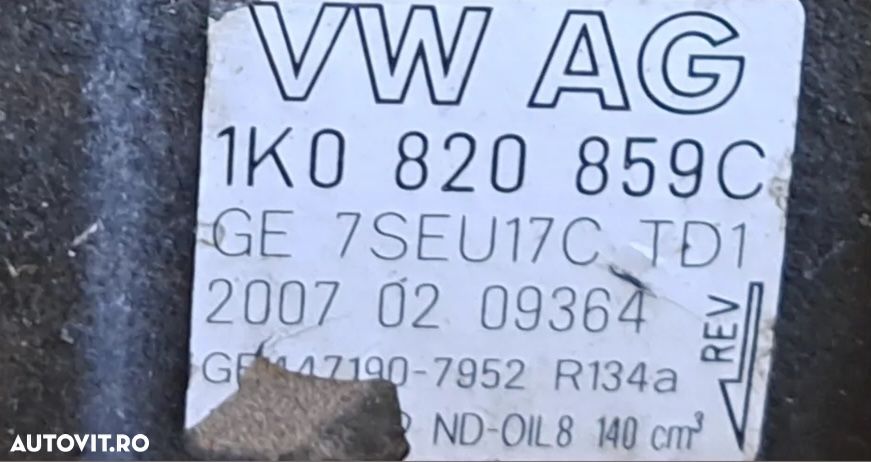 VW AG
1K0 820 859C
GE 7SEU17C TD1
2007 02 09364
REV
7190-7952 R134a
ND-OIL8 140 cm³
AUTOVIT.RO